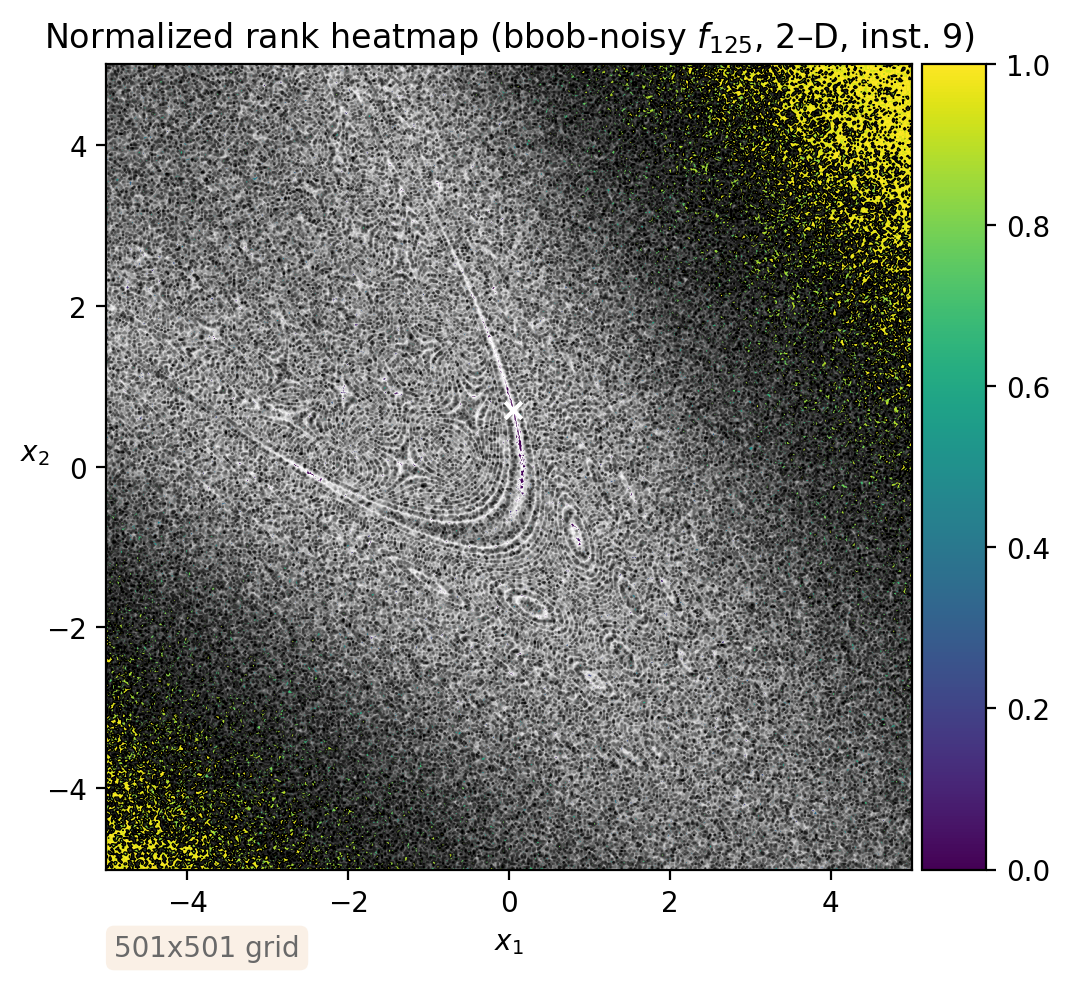 Normalized rank heatmap (bbob-noisy f₁₂₅, 2–D, inst. 9)
1.0
4
0.8
2
0.6
x₂
0
0.4
−2
0.2
−4
0.0
−4 −2 0 2 4
x₁
501x501 grid